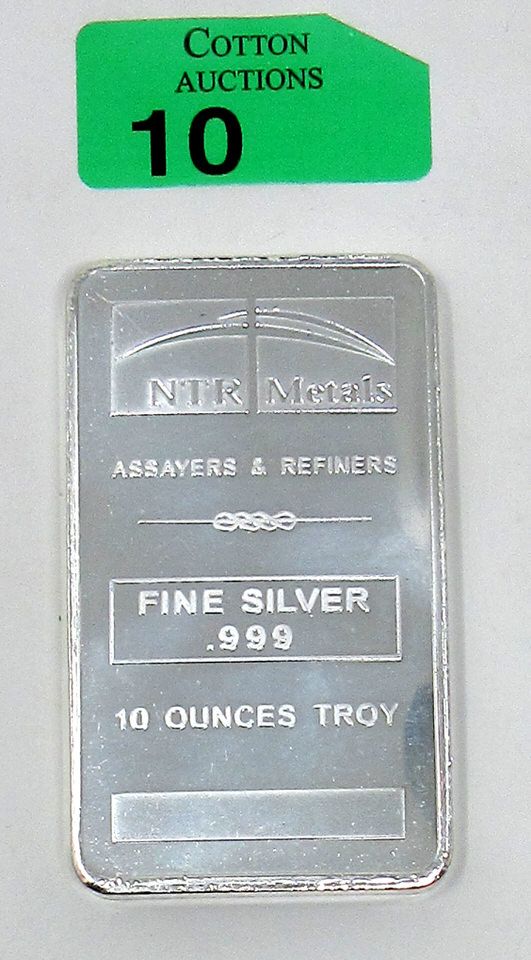 COTTON
AUCTIONS
10
NTR Metals
ASSAYERS & REFINERS
FINE SILVER
.999
10 OUNCES TROY